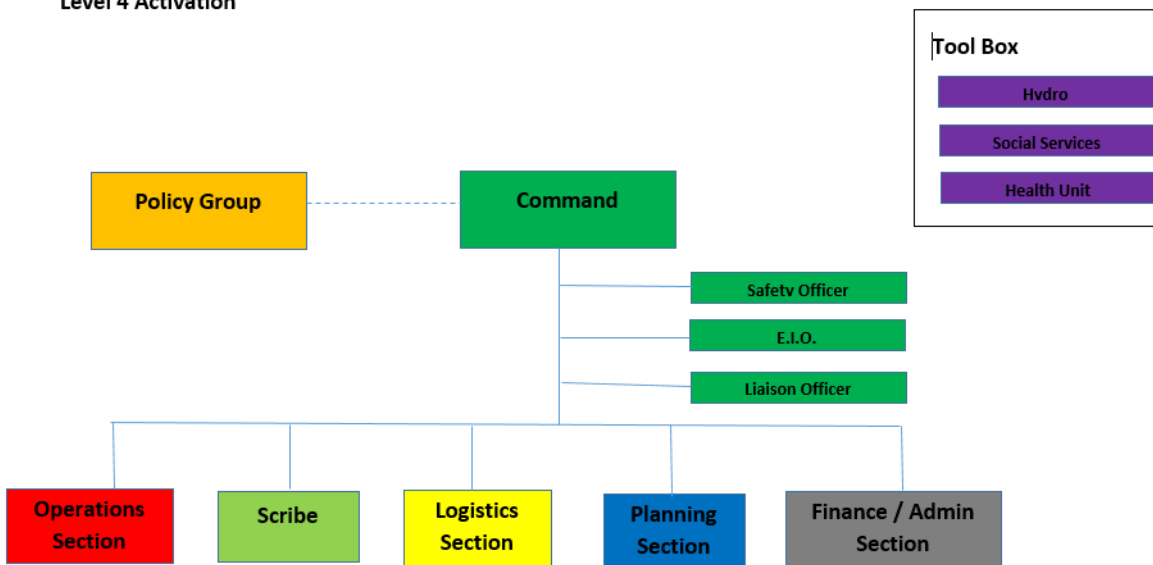 Level 4 Activation
Tool Box
Hydro
Social Services
Health Unit
Policy Group
Command
Safety Officer
E.I.O.
Liaison Officer
Operations
Section
Scribe
Logistics
Section
Planning
Section
Finance / Admin
Section